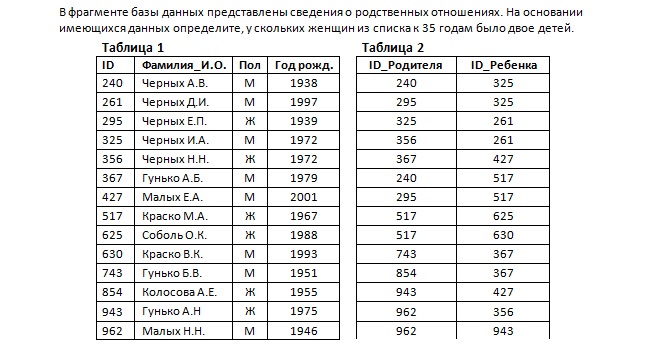 В фрагменте базы данных представлены сведения о родственных отношениях. На основании
имеющихся данных определите, у скольких женщин из списка к 35 годам было двое детей.
Таблица 1 Таблица 2
ID Фамилия_И.О. Пол Год рожд. ID_Родителя ID_Ребенка
240 Черных А.В. М 1938 240 325
261 Черных Д.И. М 1997 295 325
295 Черных Е.П. Ж 1939 325 261
325 Черных И.А. М 1972 356 261
356 Черных Н.Н. Ж 1972 367 427
367 Гунько А.Б. М 1979 240 517
427 Малых Е.А. М 2001 295 517
517 Краско М.А. Ж 1967 517 625
625 Соболь О.К. Ж 1988 517 630
630 Краско В.К. М 1993 743 367
743 Гунько Б.В. М 1951 854 367
854 Колосова А.Е. Ж 1955 943 427
943 Гунько А.Н Ж 1975 962 356
962 Малых Н.Н. М 1946 962 943